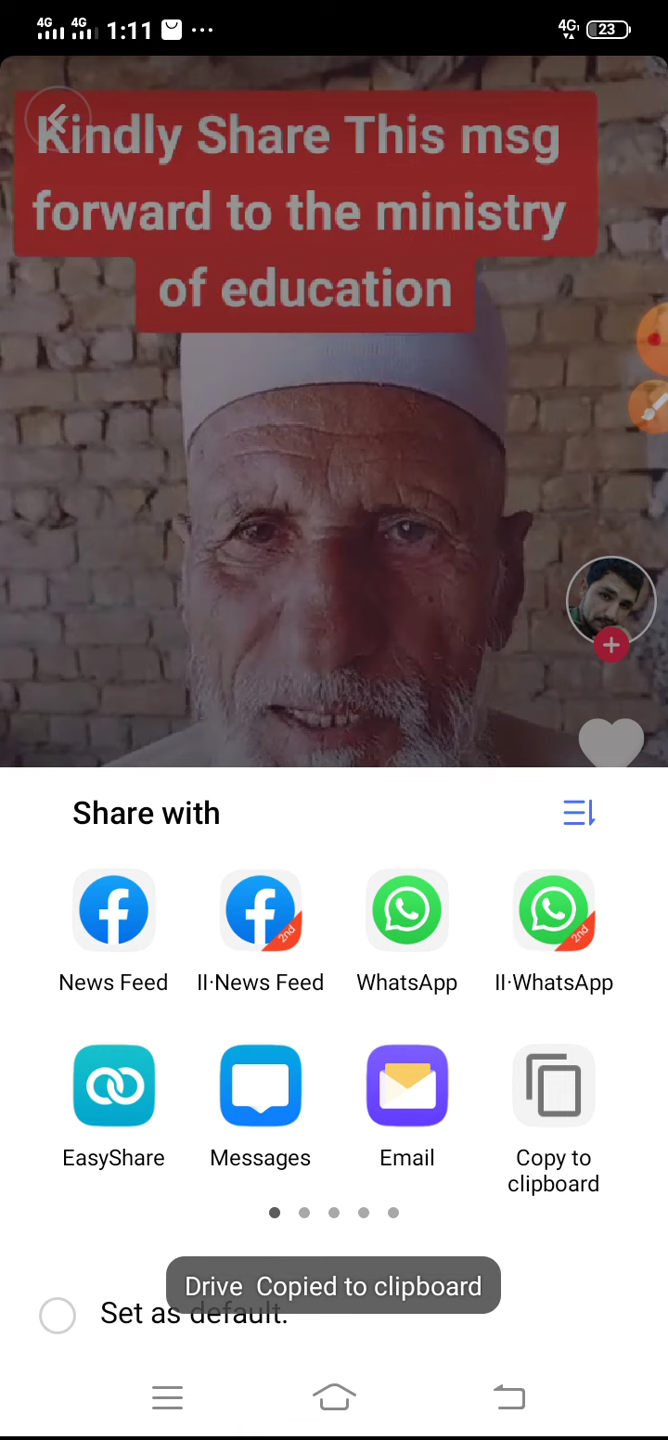 4G 4G 1:11 4G 23
Kindly Share This msg
forward to the ministry
of education
Share with
News Feed II·News Feed WhatsApp II·WhatsApp
2nd 2nd
EasyShare Messages Email Copy to
clipboard
Drive Copied to clipboard
Set as default.